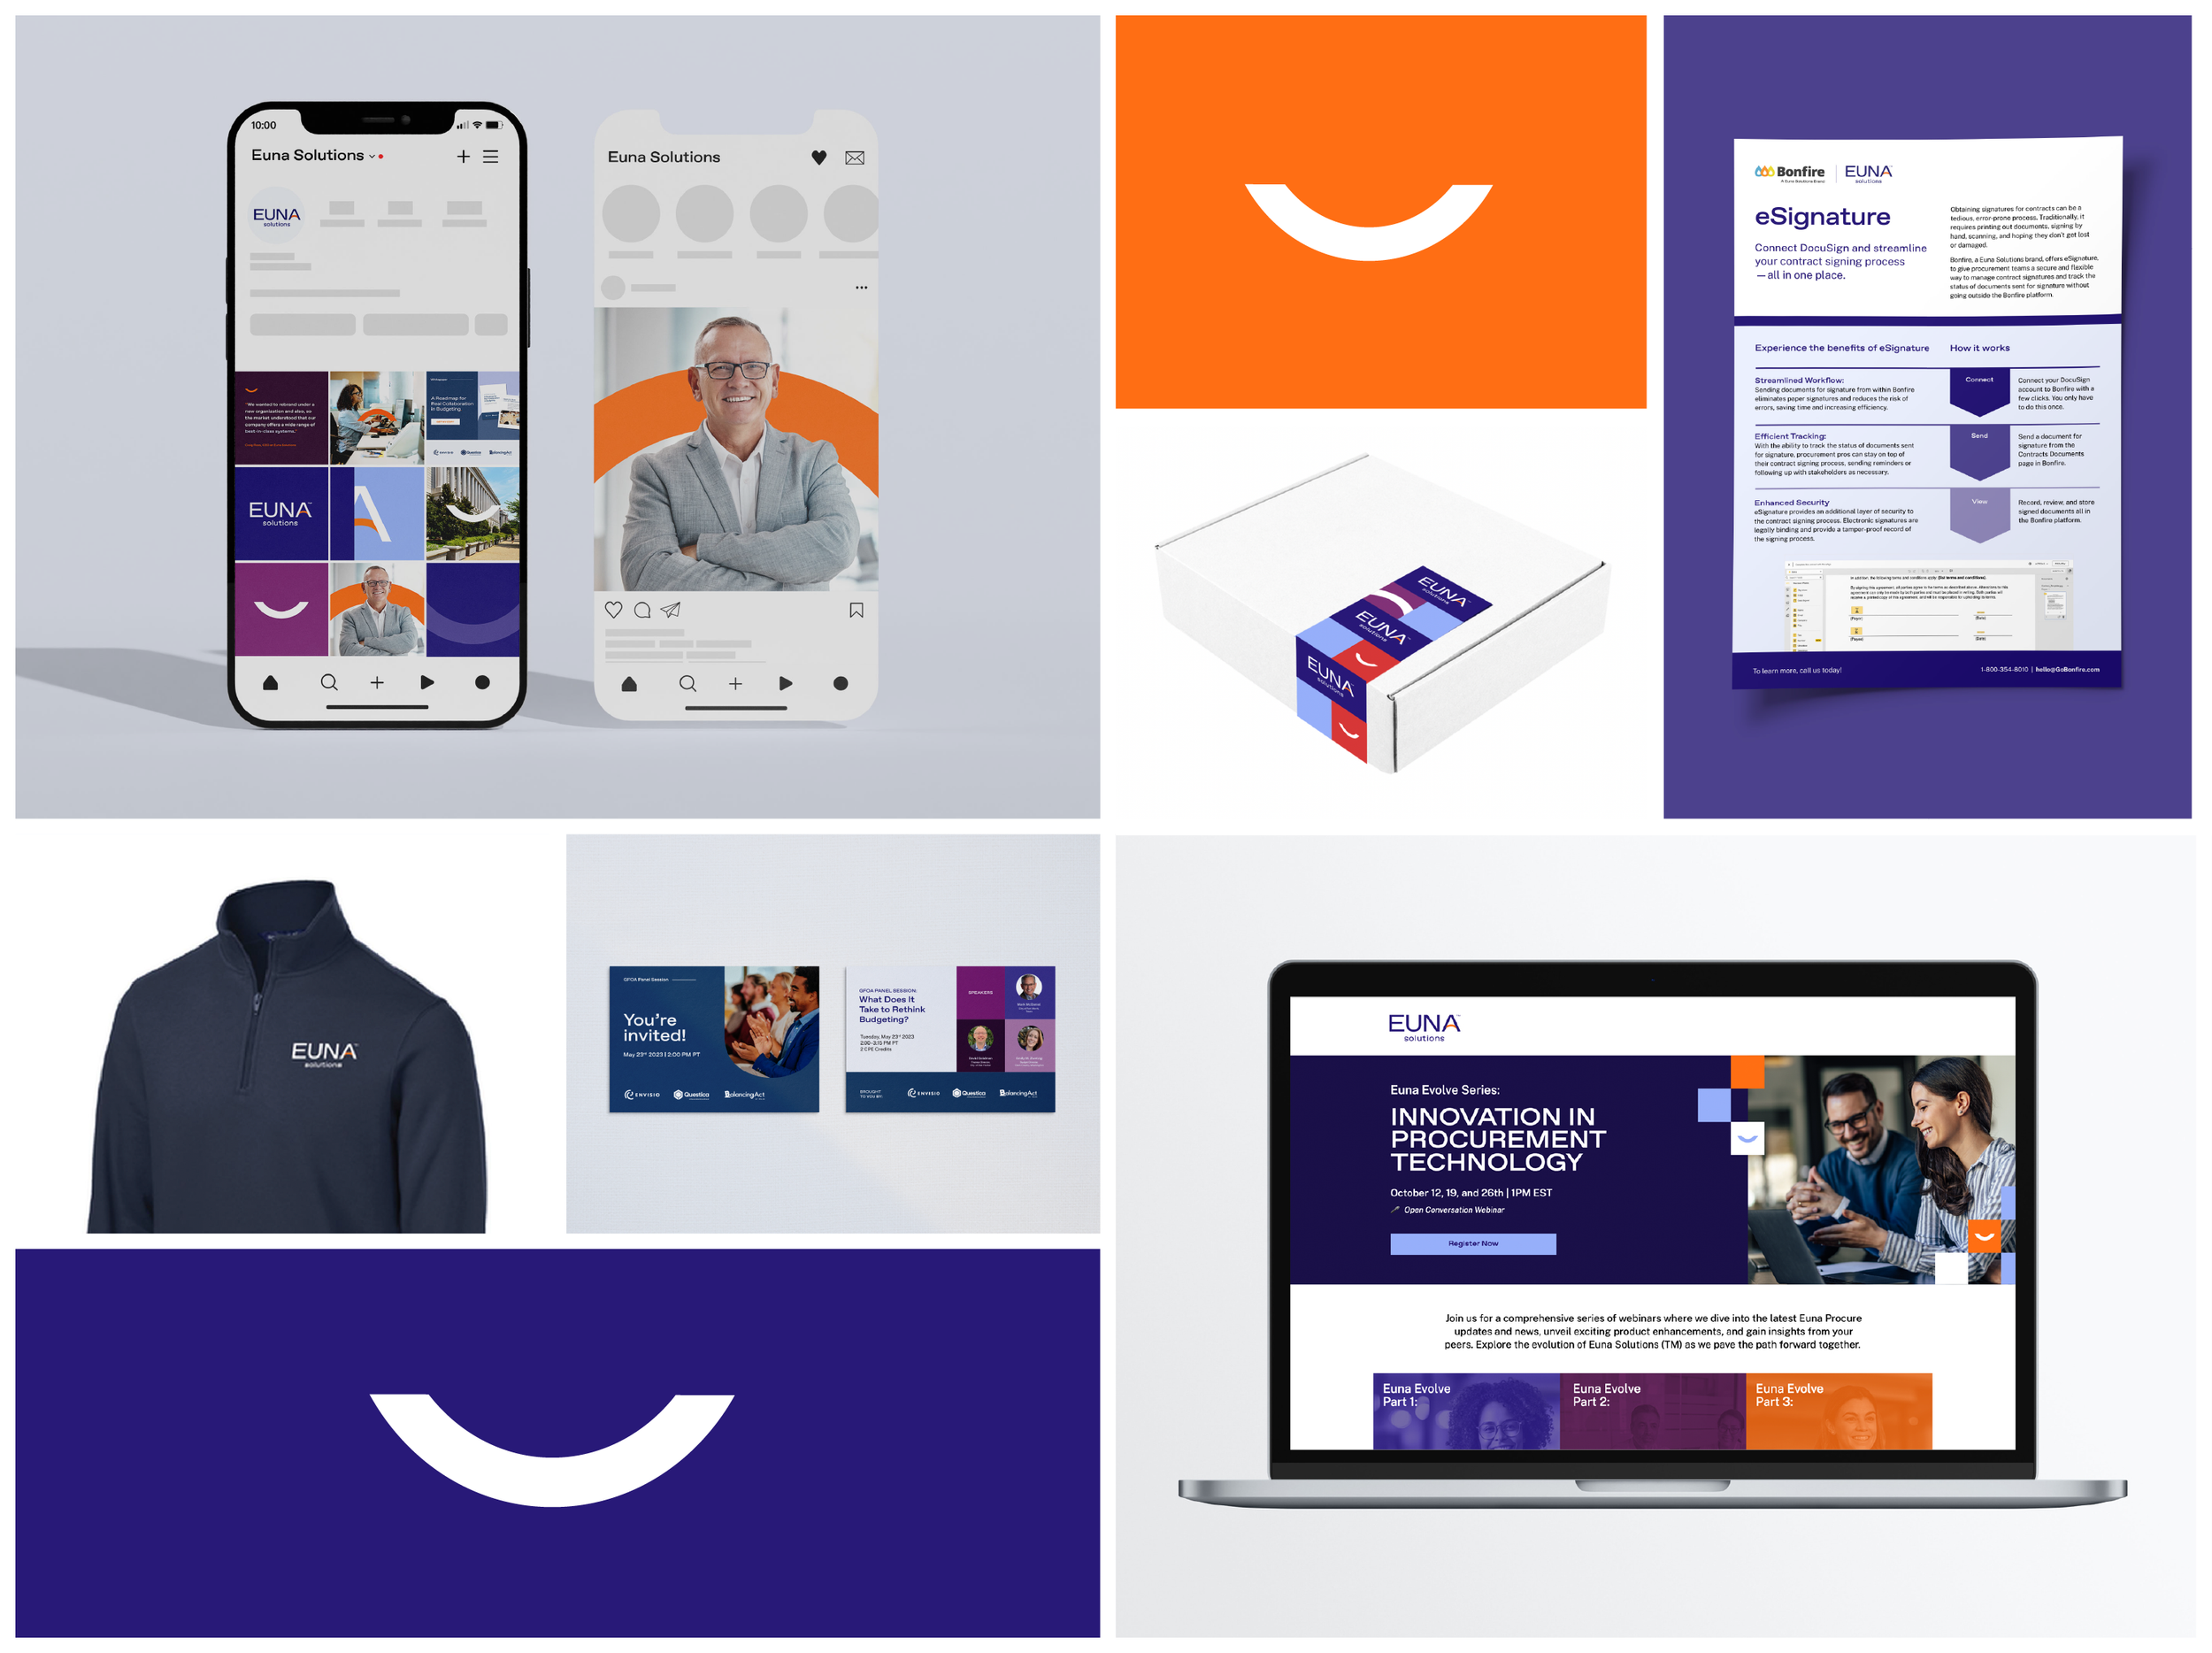 10:00
Euna Solutions
EUNA
solutions
"We wanted to rebrand under a
new organization and also, so
the market understood that our
company offers a wide range of
best-in-class systems."
A Roadmap for
Real Collaboration
in Budgeting
ENVISIO
Questica
BalancingAct
EUNA™
solutions
A
Euna Solutions
EUNA
solutions
EUNA
solutions
EUNA
solutions
Bonfire
A Euna Solutions Brand
EUNA™
solutions
eSignature
Connect DocuSign and streamline
your contract signing process
—all in one place.
Obtaining signatures for contracts can be a
tedious, error-prone process. Traditionally, it
requires printing out documents, signing by
hand, scanning, and hoping they don't get lost
or damaged.
Bonfire, a Euna Solutions brand, offers eSignature,
to give procurement teams a secure and flexible
way to manage contract signatures and track the
status of documents sent for signature without
going outside the Bonfire platform.
Experience the benefits of eSignature
How it works
Streamlined Workflow:
Sending documents for signature from within Bonfire
eliminates paper signatures and reduces the risk of
errors, saving time and increasing efficiency.
Connect
Connect your DocuSign
account to Bonfire with a
few clicks. You only have
to do this once.
Efficient Tracking:
With the ability to track the status of documents sent
for signature, procurement pros can stay on top of
their contract signing process, sending reminders or
following up with stakeholders as necessary.
Send
Send a document for
signature from the
Contracts Documents
page in Bonfire.
Enhanced Security
eSignature provides an additional layer of security to
the contract signing process. Electronic signatures are
legally binding and provide a tamper-proof record of
the signing process.
View
Record, review, and store
signed documents all in
the Bonfire platform.
To learn more, call us today!
1-800-354-8010 | hello@GoBonfire.com
EUNA™
solutions
GFOA Panel Session
You're
invited!
May 23rd 2023 | 2:00 PM PT
ENVISIO
Questica
BalancingAct
GFOA PANEL SESSION:
What Does It
Take to Rethink
Budgeting?
Tuesday, May 23rd 2023
2:00-3:15 PM PT
2 CPE Credits
SPEAKERS
BROUGHT
TO YOU BY:
ENVISIO
Questica
BalancingAct
EUNA™
solutions
Euna Evolve Series:
INNOVATION IN
PROCUREMENT
TECHNOLOGY
October 12, 19, and 26th | 1PM EST
Open Conversation Webinar
Register Now
Join us for a comprehensive series of webinars where we dive into the latest Euna Procure
updates and news, unveil exciting product enhancements, and gain insights from your
peers. Explore the evolution of Euna Solutions (TM) as we pave the path forward together.
Euna Evolve
Part 1:
Euna Evolve
Part 2:
Euna Evolve
Part 3: